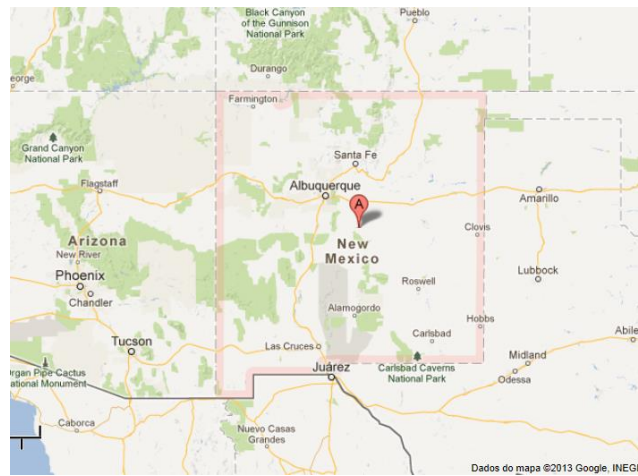 Black Canyon
of the Gunnison
National Park
Pueblo
eorge
Durango
Farmington
Grand Canyon
National Park
Santa Fe
Flagstaff
Albuquerque
Amarillo
A
Arizona
New River
New
Mexico
Clovis
Phoenix
Chandler
Roswell
Lubbock
Alamogordo
Tucson
Hobbs
Carlsbad
Abile
Las Cruces
Organ Pipe Cactus
National Monument
Juárez
Carlsbad Caverns
National Park
Midland
Odessa
Caborca
Nuevo Casas
Grandes
Dados do mapa ©2013 Google, INEGI